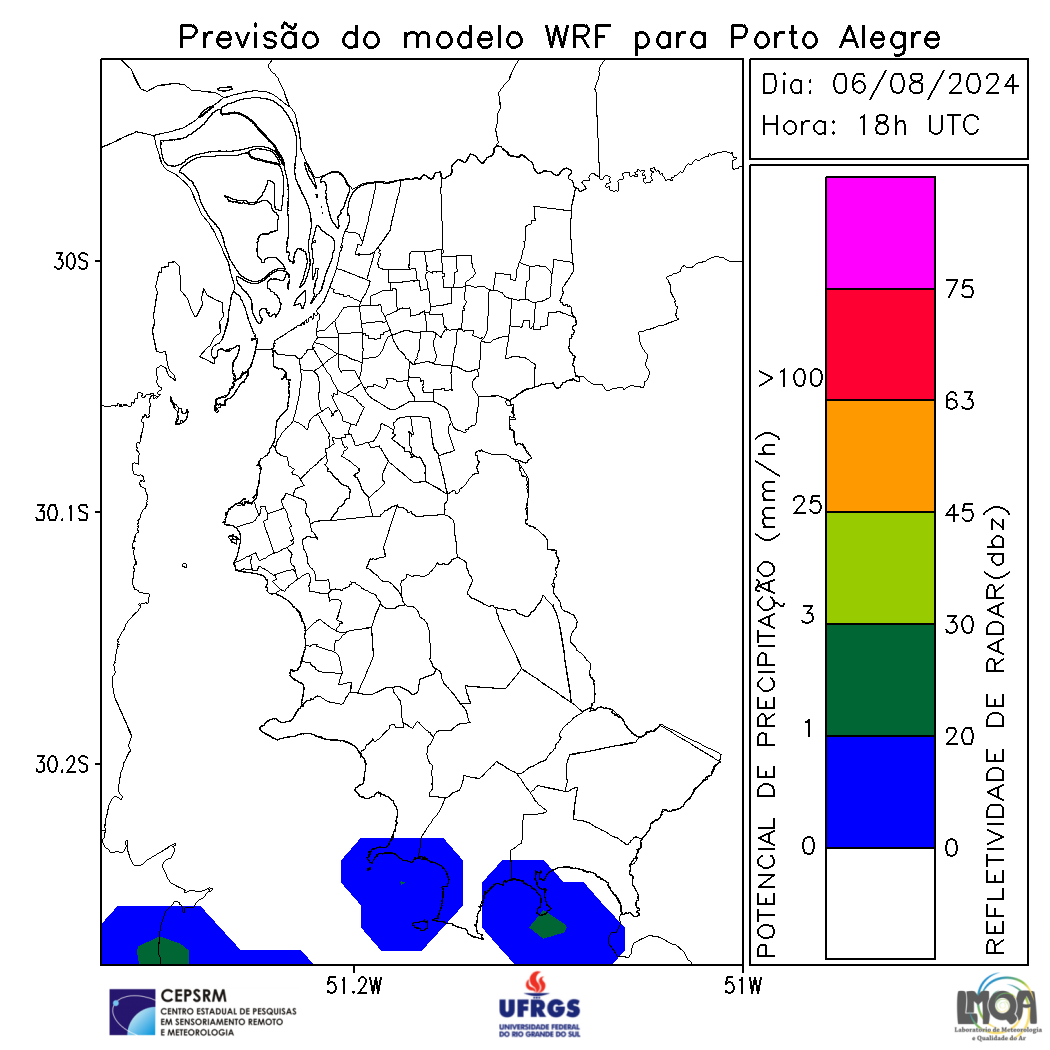 Previsão do modelo WRF para Porto Alegre
Dia: 06/08/2024
Hora: 18h UTC
30S
30.1S
30.2S
51.2W
51W
POTENCIAL DE PRECIPITAÇÃO (mm/h)
>100
25
3
1
0
75
63
45
30
20
0
REFLETIVIDADE DE RADAR(dbz)
CEPSRM
CENTRO ESTADUAL DE PESQUISAS
EM SENSORIAMENTO REMOTO
E METEOROLOGIA
UFRGS
UNIVERSIDADE FEDERAL
DO RIO GRANDE DO SUL
LMQA
Laboratório de Meteorologia
e Qualidade do Ar